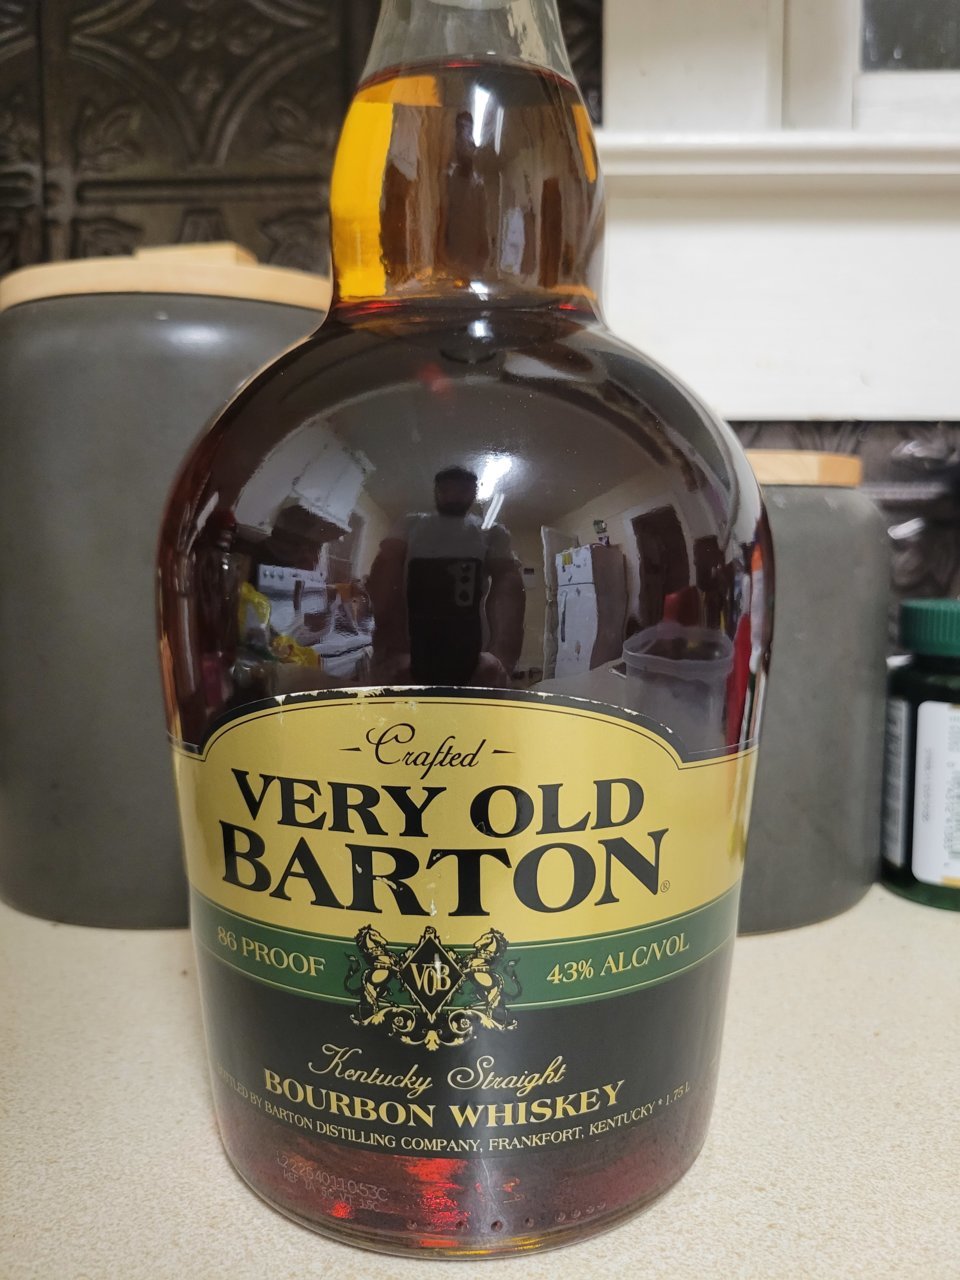 Crafted
VERY OLD
BARTON®
86 PROOF
VOB
43% ALC/VOL
Kentucky Straight
BOURBON WHISKEY
BOTTLED BY BARTON DISTILLING COMPANY, FRANKFORT, KENTUCKY • 1.75 L